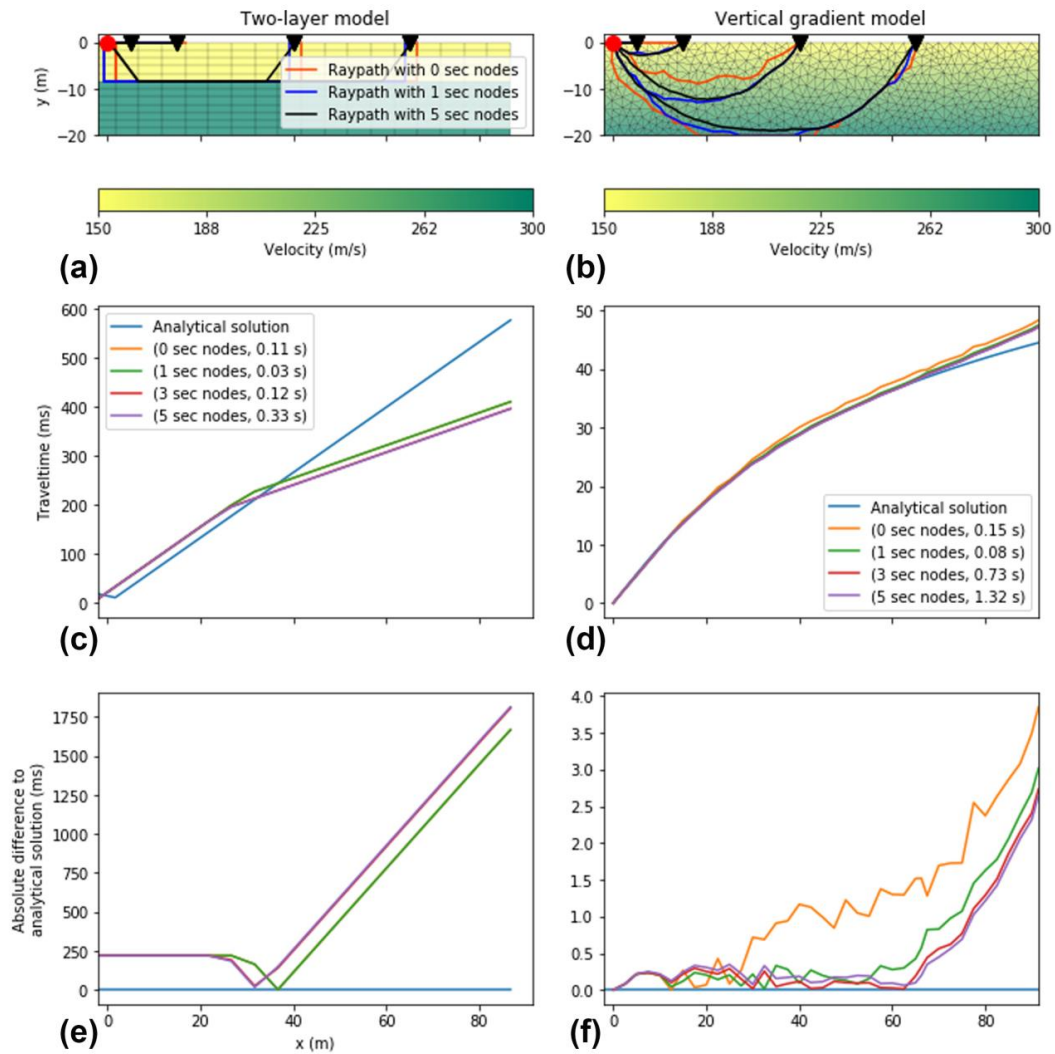 Two-layer model
Vertical gradient model
y (m)
0
−10
−20
Raypath with 0 sec nodes
Raypath with 1 sec nodes
Raypath with 5 sec nodes
0
−10
−20
150 188 225 262 300
Velocity (m/s)
150 188 225 262 300
Velocity (m/s)
(a)
(b)
Traveltime (ms)
600
500
400
300
200
100
0
Analytical solution
(0 sec nodes, 0.11 s)
(1 sec nodes, 0.03 s)
(3 sec nodes, 0.12 s)
(5 sec nodes, 0.33 s)
50
40
30
20
10
0
Analytical solution
(0 sec nodes, 0.15 s)
(1 sec nodes, 0.08 s)
(3 sec nodes, 0.73 s)
(5 sec nodes, 1.32 s)
(c)
(d)
Absolute difference to
analytical solution (ms)
1750
1500
1250
1000
750
500
250
0
4.0
3.5
3.0
2.5
2.0
1.5
1.0
0.5
0.0
0 20 40 60 80
x (m)
0 20 40 60 80
(e)
(f)